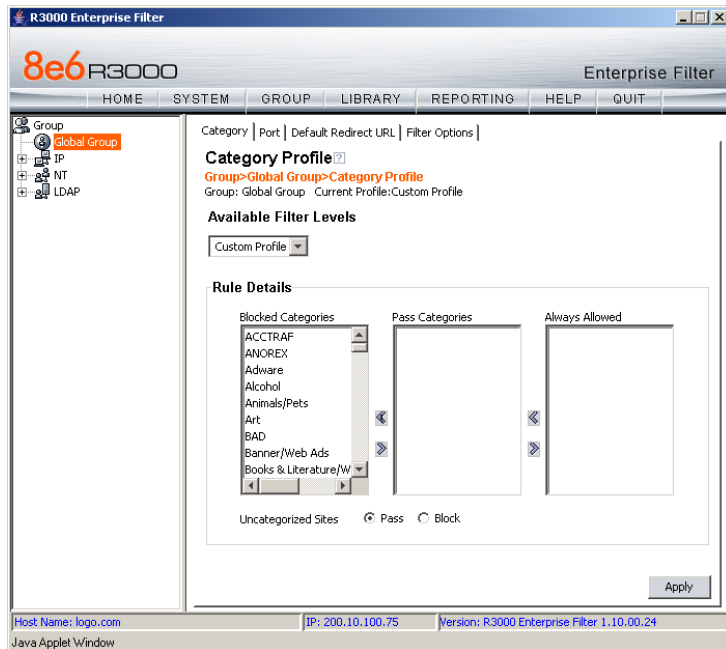 R3000 Enterprise Filter
8e6 R3000
Enterprise Filter
HOME SYSTEM GROUP LIBRARY REPORTING HELP QUIT
Group
Global Group
IP
NT
LDAP
Category Port Default Redirect URL Filter Options
Category Profile ?
Group>Global Group>Category Profile
Group: Global Group Current Profile:Custom Profile
Available Filter Levels
Custom Profile
Rule Details
Blocked Categories Pass Categories Always Allowed
ACCTRAF
ANOREX
Adware
Alcohol
Animals/Pets
Art
BAD
Banner/Web Ads
Books & Literature/W
Uncategorized Sites Pass Block
Apply
Host Name: logo.com IP: 200.10.100.75 Version: R3000 Enterprise Filter 1.10.00.24
Java Applet Window